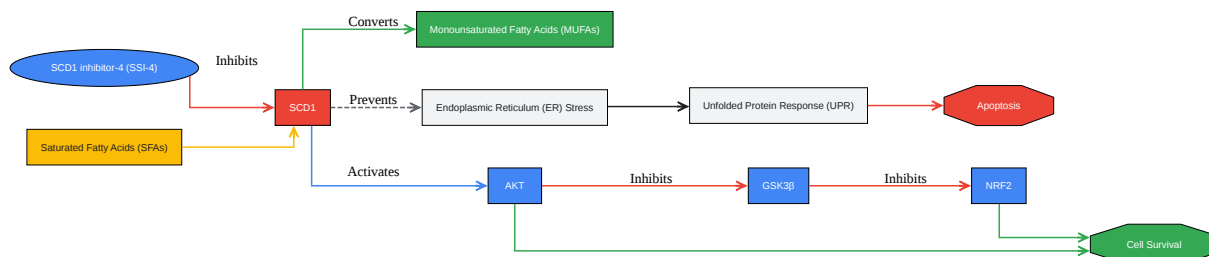 Converts
Monounsaturated Fatty Acids (MUFAs)
SCD1 inhibitor-4 (SSI-4)
Inhibits
SCD1
Prevents
Endoplasmic Reticulum (ER) Stress
Unfolded Protein Response (UPR)
Apoptosis
Saturated Fatty Acids (SFAs)
Activates
AKT
Inhibits
GSK3β
Inhibits
NRF2
Cell Survival